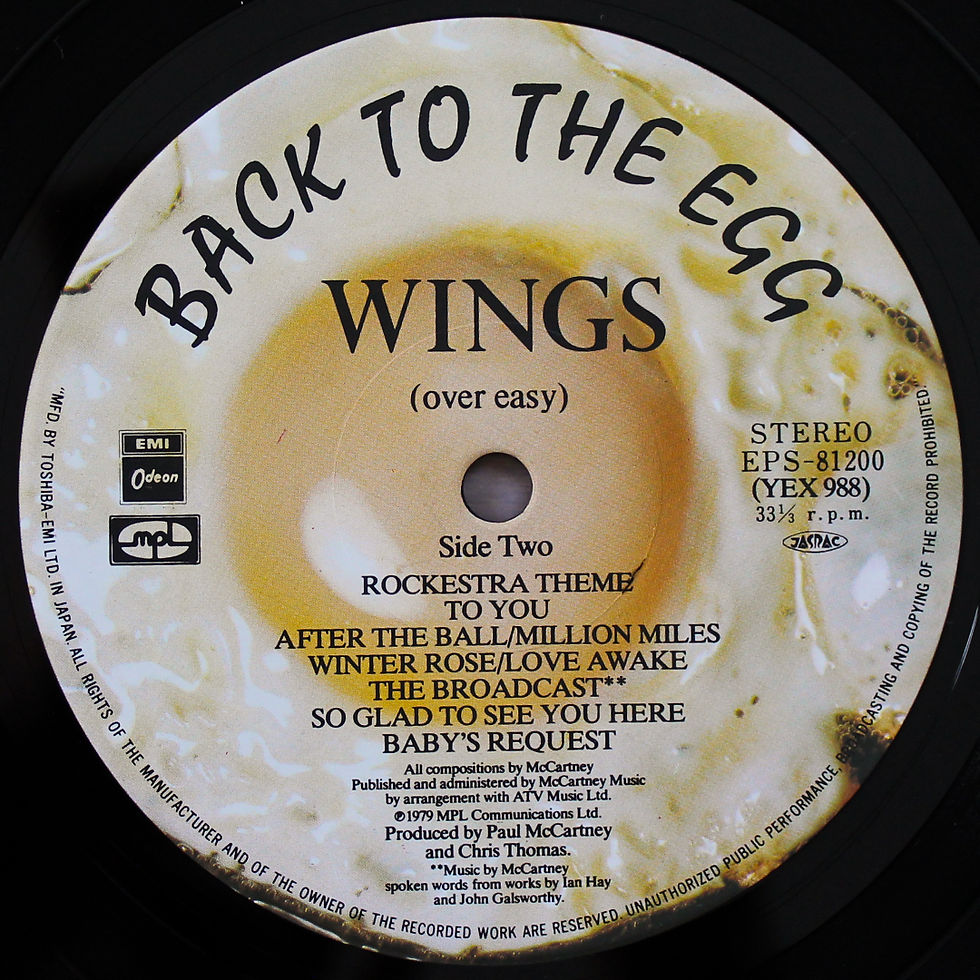 BACK TO THE EGG
WINGS
(over easy)
EMI
Odeon
mpl
STEREO
EPS-81200
(YEX 988)
33⅓ r.p.m.
JASRAC
Side Two
ROCKESTRA THEME
TO YOU
AFTER THE BALL/MILLION MILES
WINTER ROSE/LOVE AWAKE
THE BROADCAST**
SO GLAD TO SEE YOU HERE
BABY'S REQUEST
All compositions by McCartney
Published and administered by McCartney Music
by arrangement with ATV Music Ltd.
℗1979 MPL Communications Ltd.
Produced by Paul McCartney
and Chris Thomas.
**Music by McCartney
spoken words from works by Ian Hay
and John Galsworthy.
"MFD. BY TOSHIBA-EMI LTD. IN JAPAN. ALL RIGHTS OF THE MANUFACTURER AND OF THE OWNER OF THE RECORDED WORK ARE RESERVED. UNAUTHORIZED PUBLIC PERFORMANCE, BROADCASTING AND COPYING OF THE RECORD PROHIBITED."